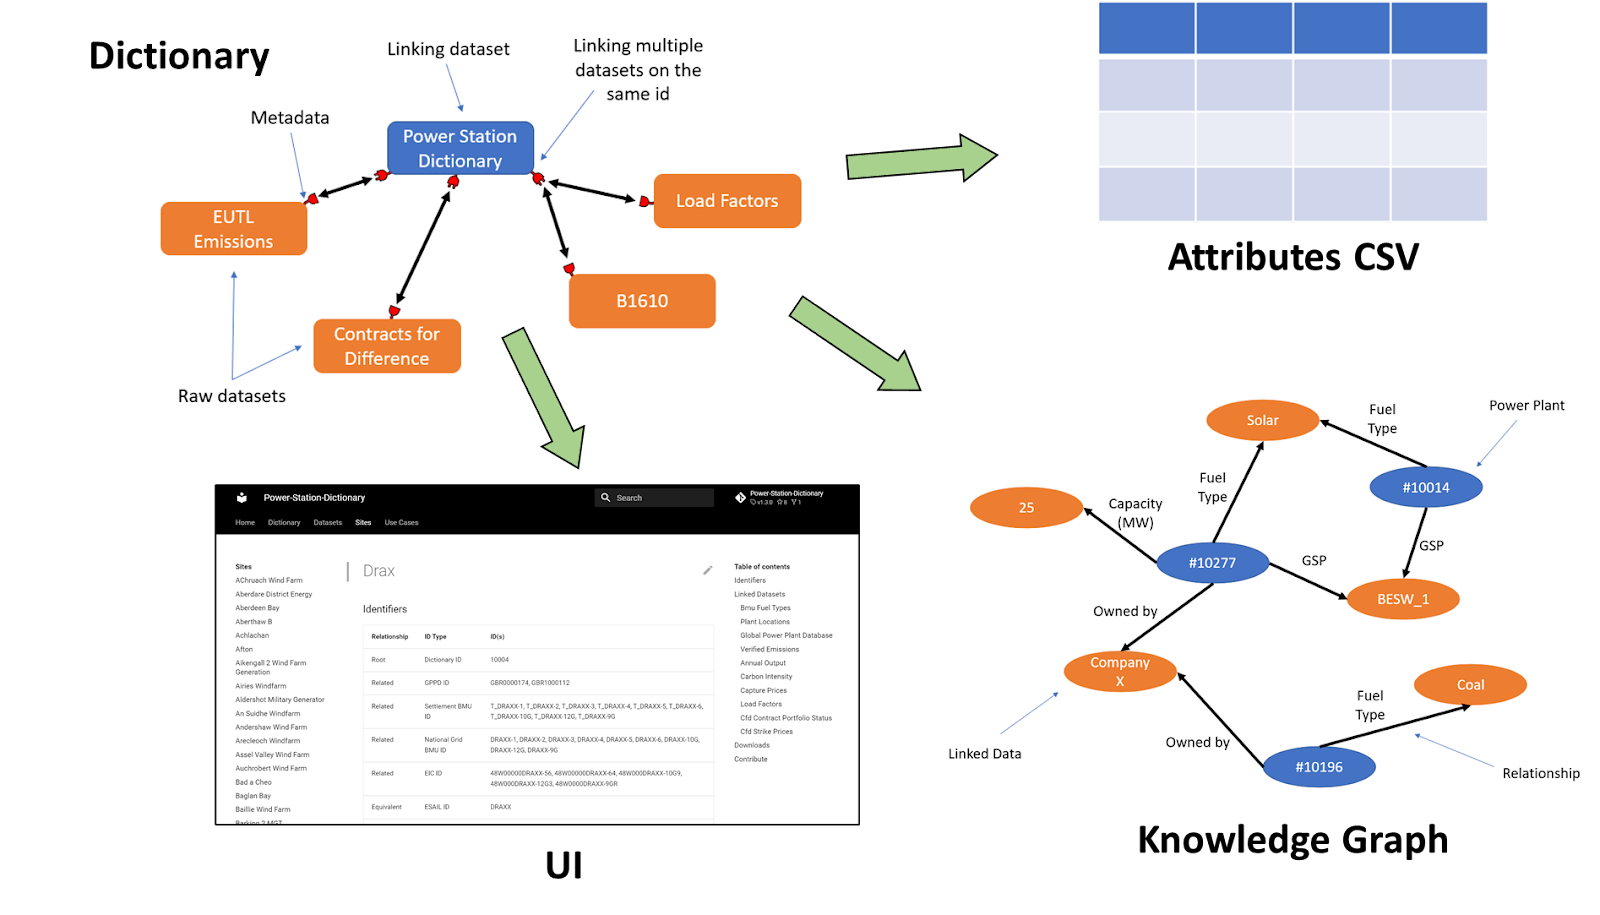 Dictionary
Linking dataset
Linking multiple
datasets on the
same id
Metadata
Power Station
Dictionary
EUTL
Emissions
Load Factors
B1610
Contracts for
Difference
Raw datasets
Attributes CSV
Power-Station-Dictionary
Search
Power-Station-Dictionary
v1.3.8 8 1
Home Dictionary Datasets Sites Use Cases
Sites
AChruach Wind Farm
Aberdare District Energy
Aberdeen Bay
Aberthaw B
Achlachan
Afton
Aikengall 2 Wind Farm
Generation
Airies Windfarm
Aldershot Military Generator
An Suidhe Windfarm
Andershaw Wind Farm
Arecleoch Windfarm
Assel Valley Wind Farm
Auchrobert Wind Farm
Bad a Cheo
Baglan Bay
Baillie Wind Farm
Barking 2 MGT
Drax
Identifiers
Relationship ID Type ID(s)
Root Dictionary ID 10004
Related GPPD ID GBR0000174, GBR1000112
Related Settlement BMU ID T_DRAXX-1, T_DRAXX-2, T_DRAXX-3, T_DRAXX-4, T_DRAXX-5, T_DRAXX-6,
T_DRAXX-10G, T_DRAXX-12G, T_DRAXX-9G
Related National Grid BMU ID DRAXX-1, DRAXX-2, DRAXX-3, DRAXX-4, DRAXX-5, DRAXX-6, DRAXX-10G,
DRAXX-12G, DRAXX-9G
Related EIC ID 48W00000DRAXX-56, 48W00000DRAXX-64, 48W000DRAXX-10G9,
48W000DRAXX-12G3, 48W0000DRAXX-9GR
Equivalent ESAIL ID DRAXX
Table of contents
Identifiers
Linked Datasets
Bmu Fuel Types
Plant Locations
Global Power Plant Database
Verified Emissions
Annual Output
Carbon Intensity
Capture Prices
Load Factors
Cfd Contract Portfolio Status
Cfd Strike Prices
Downloads
Contribute
UI
Solar
Fuel
Type
Power Plant
#10014
Fuel
Type
25
Capacity
(MW)
#10277
GSP
GSP
BESW_1
Owned by
Company
X
Coal
Fuel
Type
Linked Data
Owned by
#10196
Relationship
Knowledge Graph